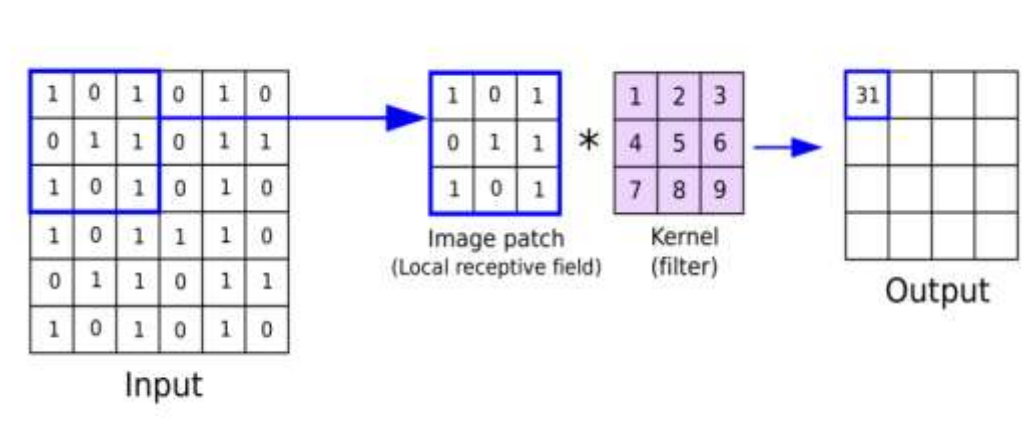 1 0 1 0 1 0
0 1 1 0 1 1
1 0 1 0 1 0
1 0 1 1 1 0
0 1 1 0 1 1
1 0 1 0 1 0
Input
1 0 1
0 1 1
1 0 1
Image patch
(Local receptive field)
*
1 2 3
4 5 6
7 8 9
Kernel
(filter)
31
Output